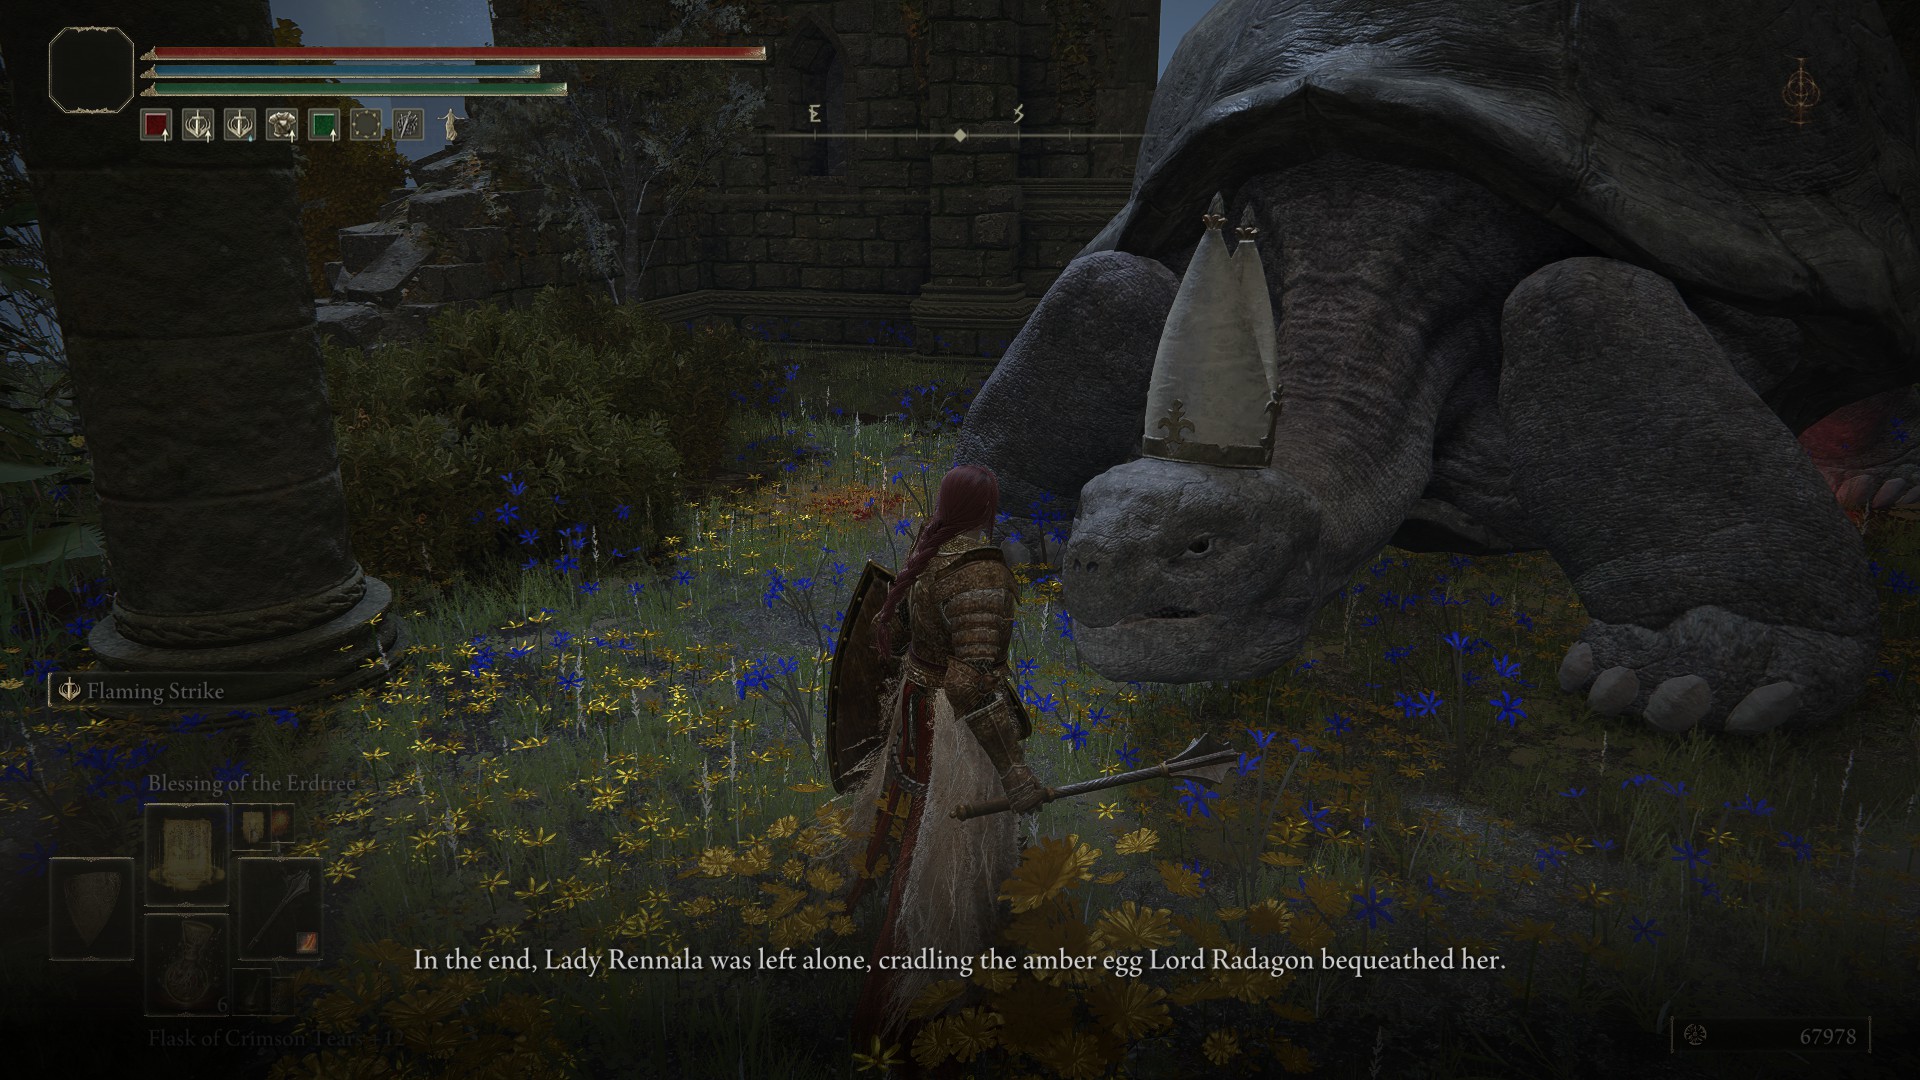 E
S
Flaming Strike
Blessing of the Erdtree
6
In the end, Lady Rennala was left alone, cradling the amber egg Lord Radagon bequeathed her.
Flask of Crimson Tears +12
67978